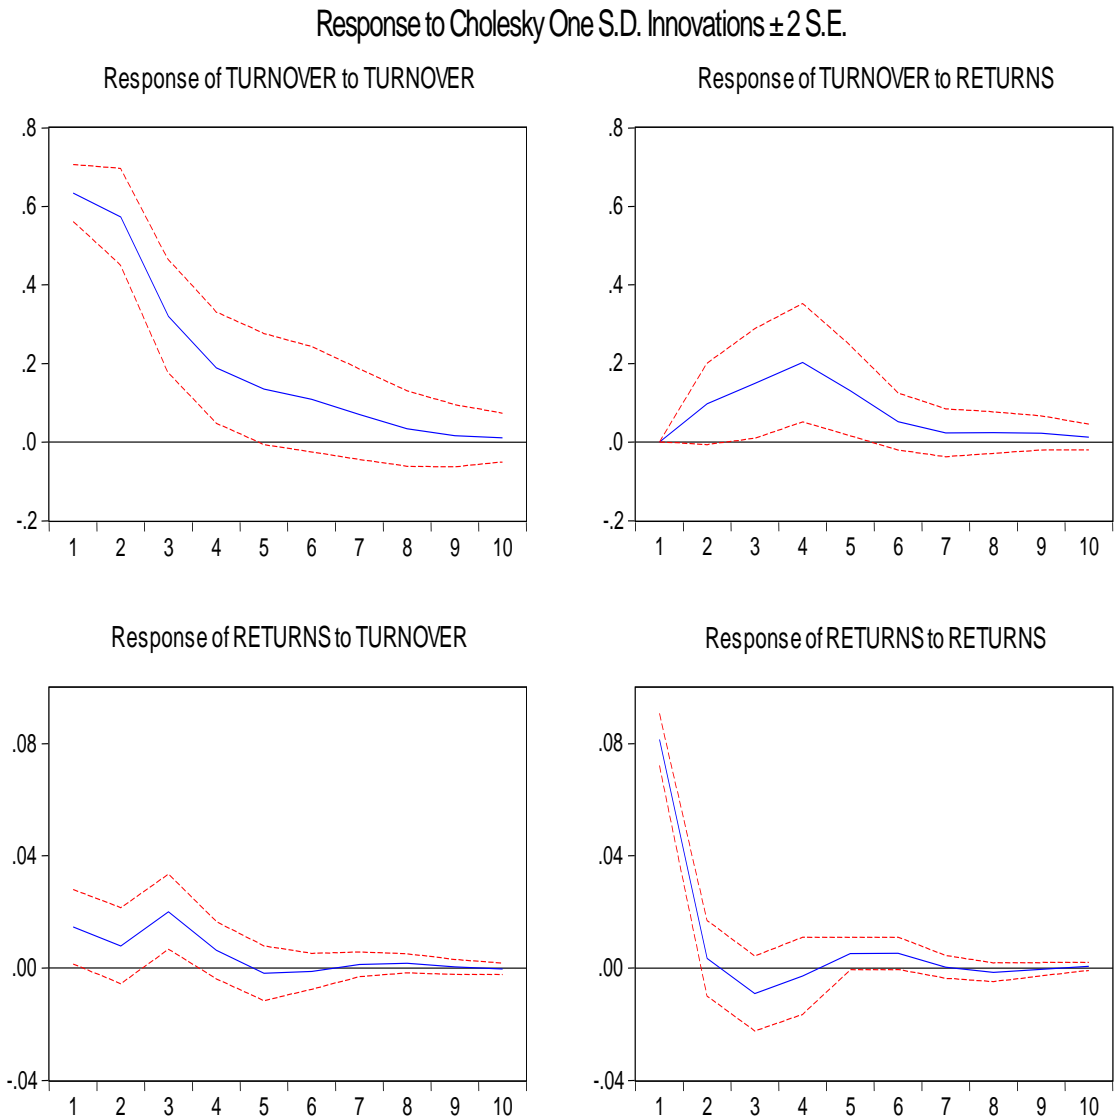 Response to Cholesky One S.D. Innovations ± 2 S.E.
Response of TURNOVER to TURNOVER
.8
.6
.4
.2
.0
-.2
1 2 3 4 5 6 7 8 9 10
Response of TURNOVER to RETURNS
.8
.6
.4
.2
.0
-.2
1 2 3 4 5 6 7 8 9 10
Response of RETURNS to TURNOVER
.08
.04
.00
-.04
1 2 3 4 5 6 7 8 9 10
Response of RETURNS to RETURNS
.08
.04
.00
-.04
1 2 3 4 5 6 7 8 9 10